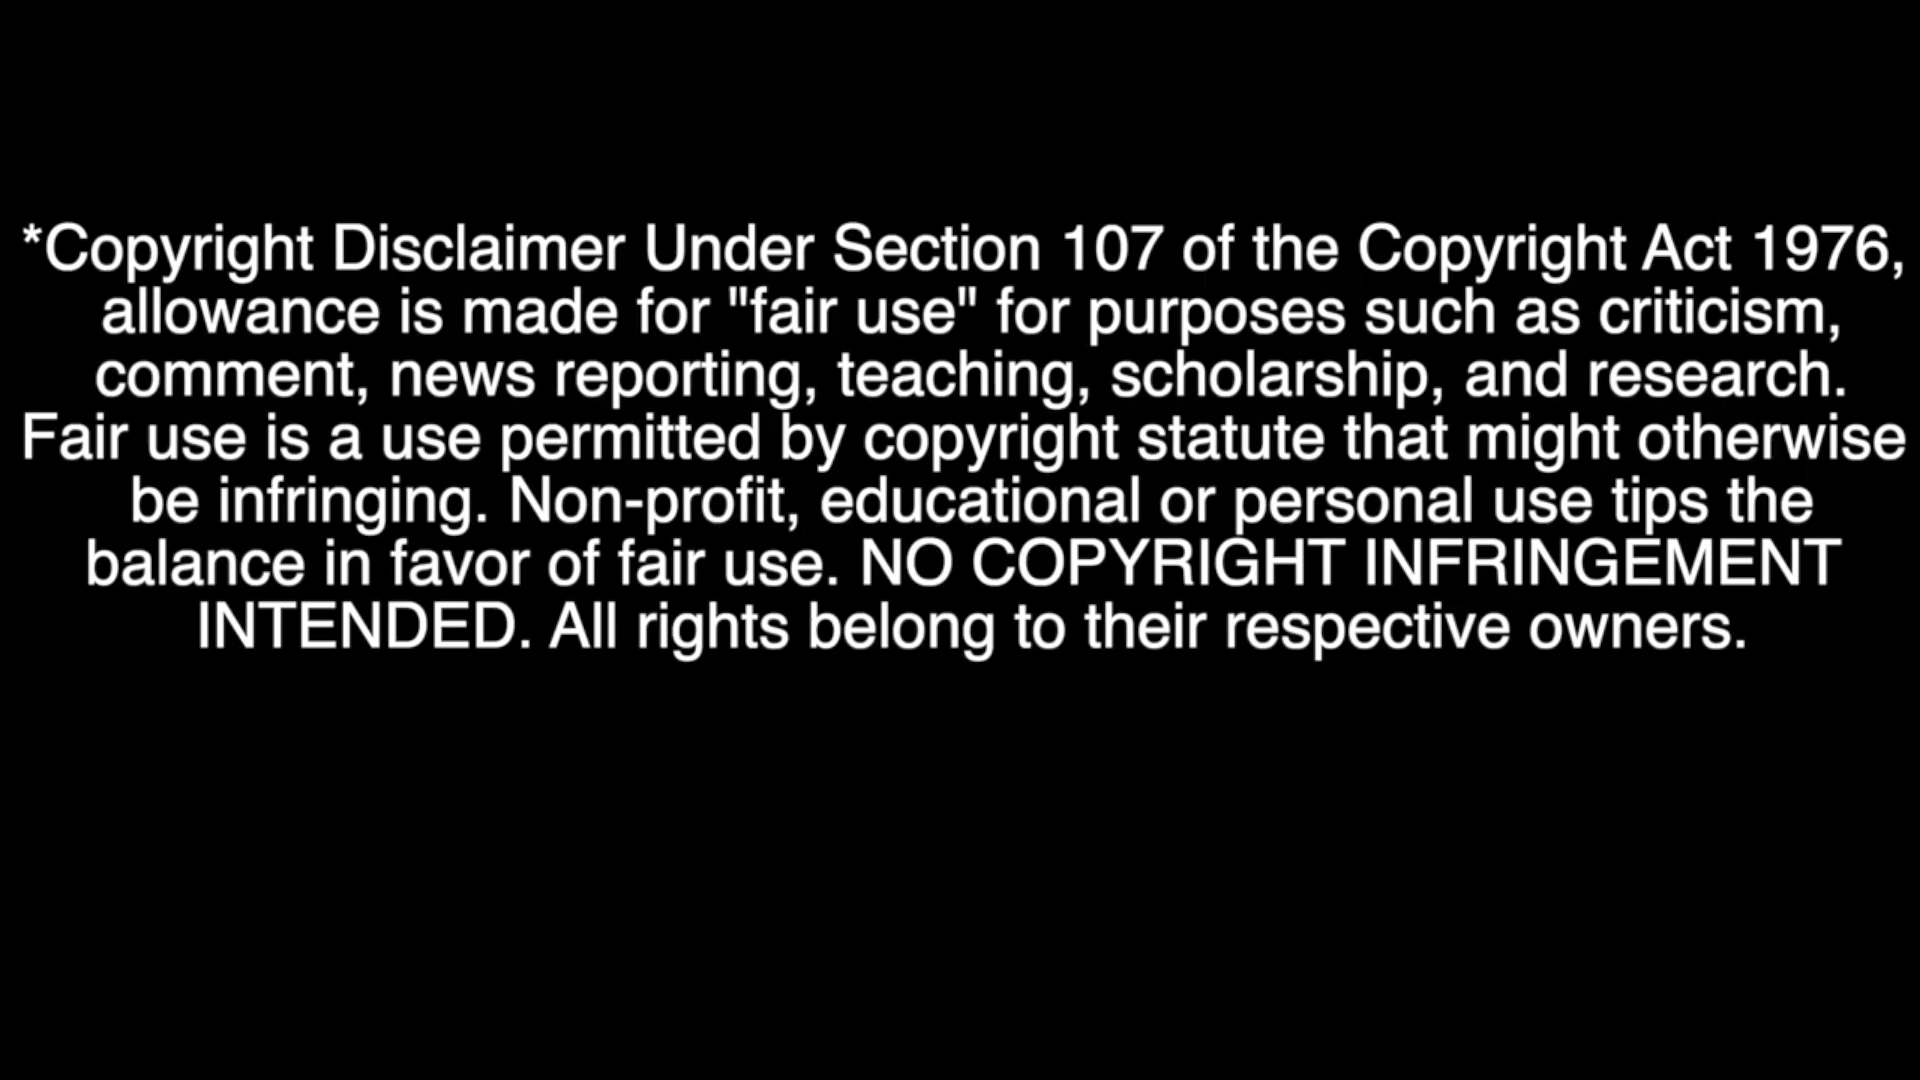 *Copyright Disclaimer Under Section 107 of the Copyright Act 1976,
allowance is made for "fair use" for purposes such as criticism,
comment, news reporting, teaching, scholarship, and research.
Fair use is a use permitted by copyright statute that might otherwise
be infringing. Non-profit, educational or personal use tips the
balance in favor of fair use. NO COPYRIGHT INFRINGEMENT
INTENDED. All rights belong to their respective owners.